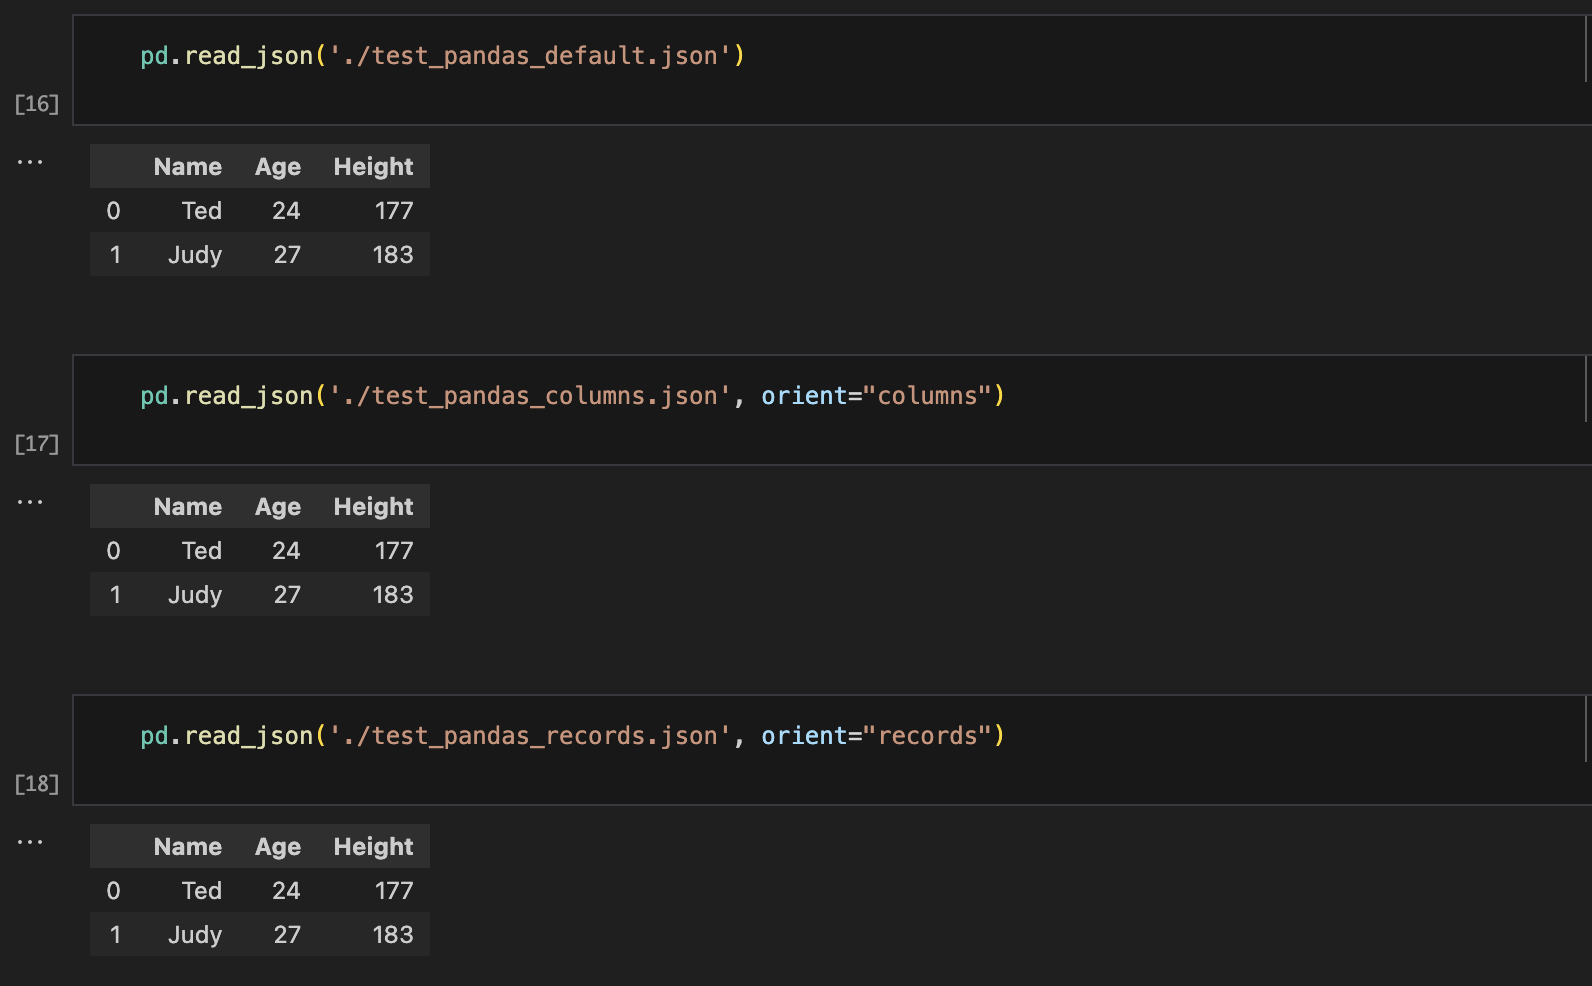 pd.read_json('./test_pandas_default.json')
[16]
...
Name Age Height
0 Ted 24 177
1 Judy 27 183
pd.read_json('./test_pandas_columns.json', orient="columns")
[17]
...
Name Age Height
0 Ted 24 177
1 Judy 27 183
pd.read_json('./test_pandas_records.json', orient="records")
[18]
...
Name Age Height
0 Ted 24 177
1 Judy 27 183